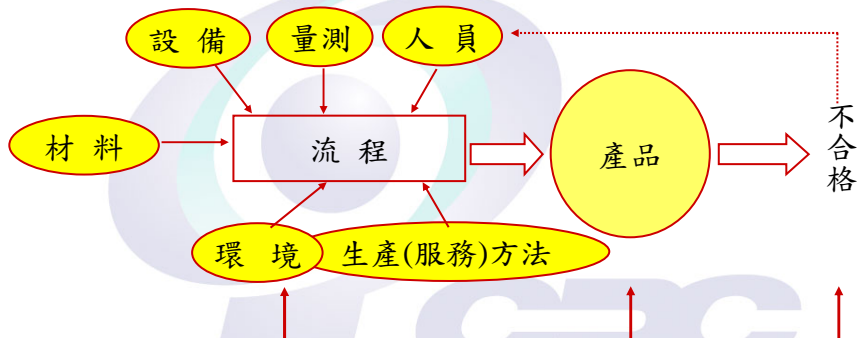 設 備
量測
人 員
材 料
流 程
產品
不合格
環 境
生產(服務)方法
CPC